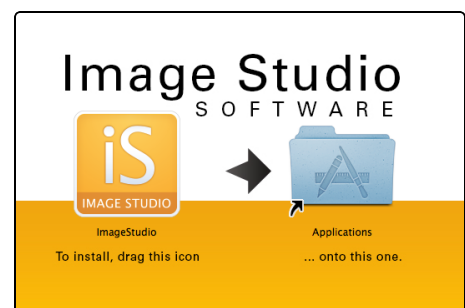 Image Studio
SOFTWARE
iS
IMAGE STUDIO
ImageStudio
Applications
To install, drag this icon
... onto this one.